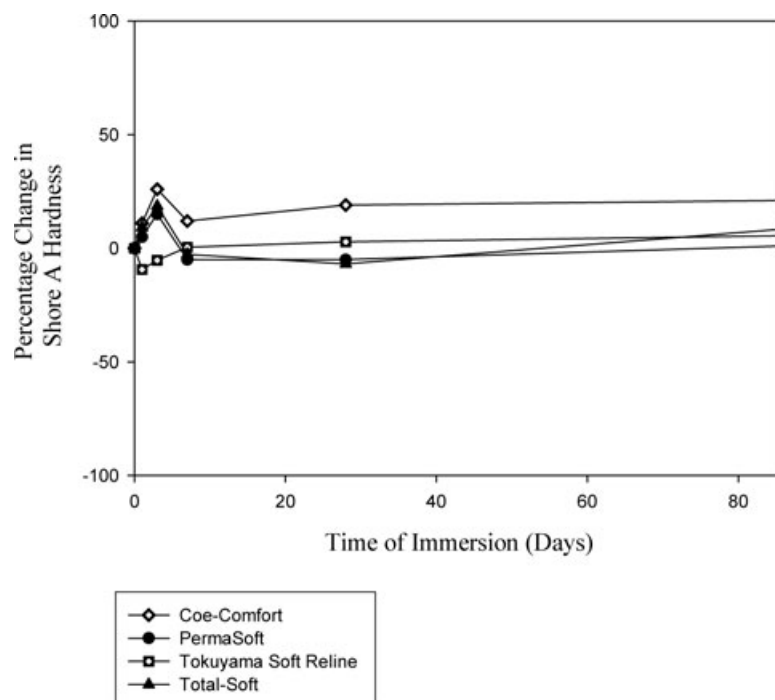 100
50
0
-50
-100
Percentage Change in
Shore A Hardness
0 20 40 60 80
Time of Immersion (Days)
Coe-Comfort
PermaSoft
Tokuyama Soft Reline
Total-Soft